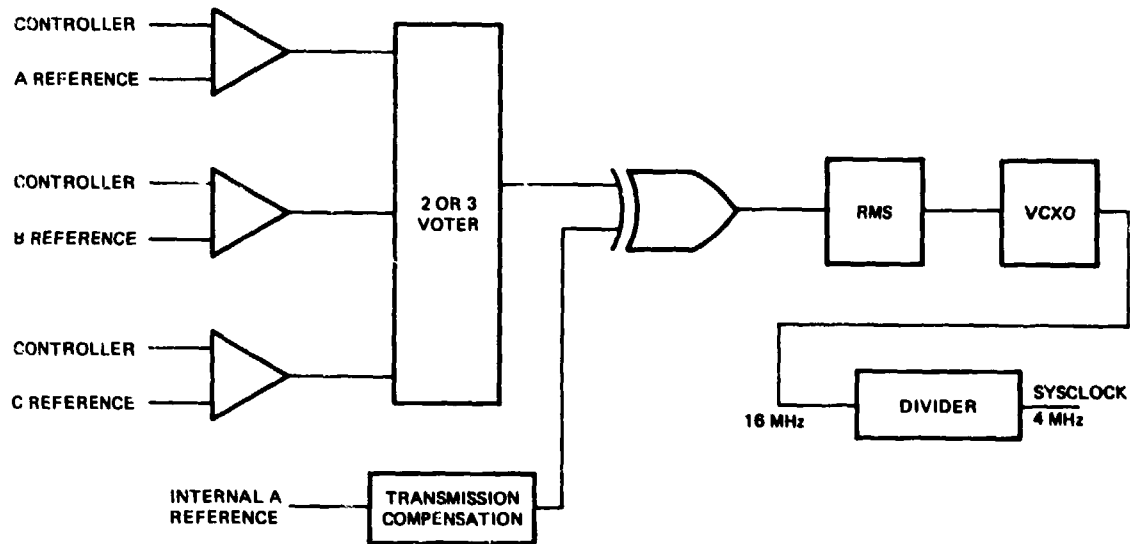 CONTROLLER
A REFERENCE
CONTROLLER
B REFERENCE
CONTROLLER
C REFERENCE
2 OR 3
VOTER
RMS
VCXO
16 MHz
DIVIDER
SYSCLOCK
4 MHz
INTERNAL A
REFERENCE
TRANSMISSION
COMPENSATION